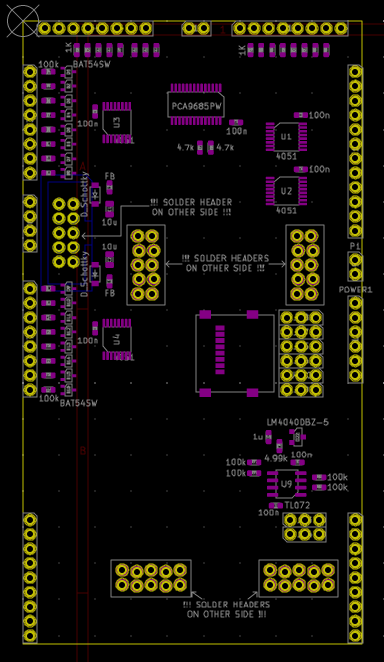 1K
1K
100k
BAT54SW
PCA9685PW
100n
U3
4051
100n
100n
U1
4051
4.7k
4.7k
100n
U2
4051
D_Schottky
FB
10u
!!! SOLDER HEADER
ON OTHER SIDE !!!
10u
D_Schottky
FB
!!! SOLDER HEADERS
ON OTHER SIDE !!!
P1
POWER1
100n
U4
4051
100k
BAT54SW
LM4040DBZ-5
1u
4.99k
100n
100k
100k
U9
100k
100k
TL072
100n
!!! SOLDER HEADERS
ON OTHER SIDE !!!